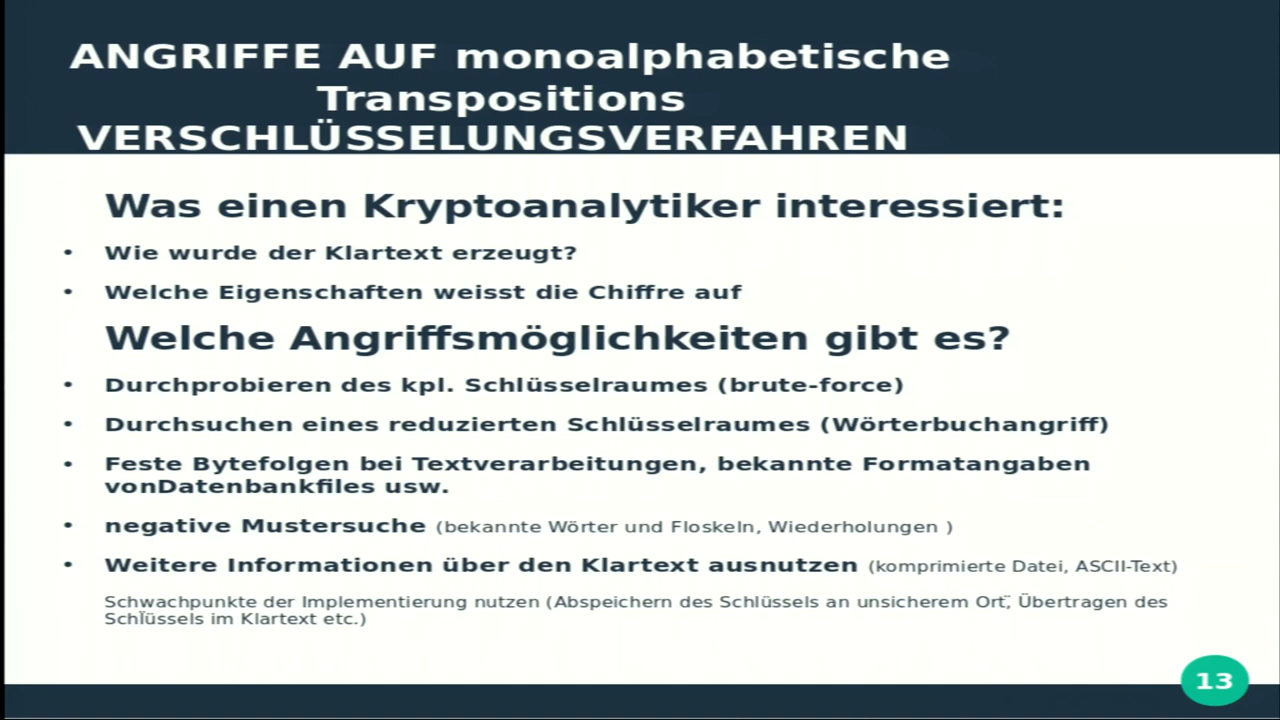 ANGRIFFE AUF monoalphabetische
Transpositions
VERSCHLÜSSELUNGSVERFAHREN
Was einen Kryptoanalytiker interessiert:
• Wie wurde der Klartext erzeugt?
• Welche Eigenschaften weisst die Chiffre auf
Welche Angriffsmöglichkeiten gibt es?
• Durchprobieren des kpl. Schlüsselraumes (brute-force)
• Durchsuchen eines reduzierten Schlüsselraumes (Wörterbuchangriff)
• Feste Bytefolgen bei Textverarbeitungen, bekannte Formatangaben
vonDatenbankfiles usw.
• negative Mustersuche (bekannte Wörter und Floskeln, Wiederholungen )
• Weitere Informationen über den Klartext ausnutzen (komprimierte Datei, ASCII-Text)
Schwachpunkte der Implementierung nutzen (Abspeichern des Schlüssels an unsicherem Ort,̈ Übertragen des
Schl̈üssels im Klartext etc.)
13